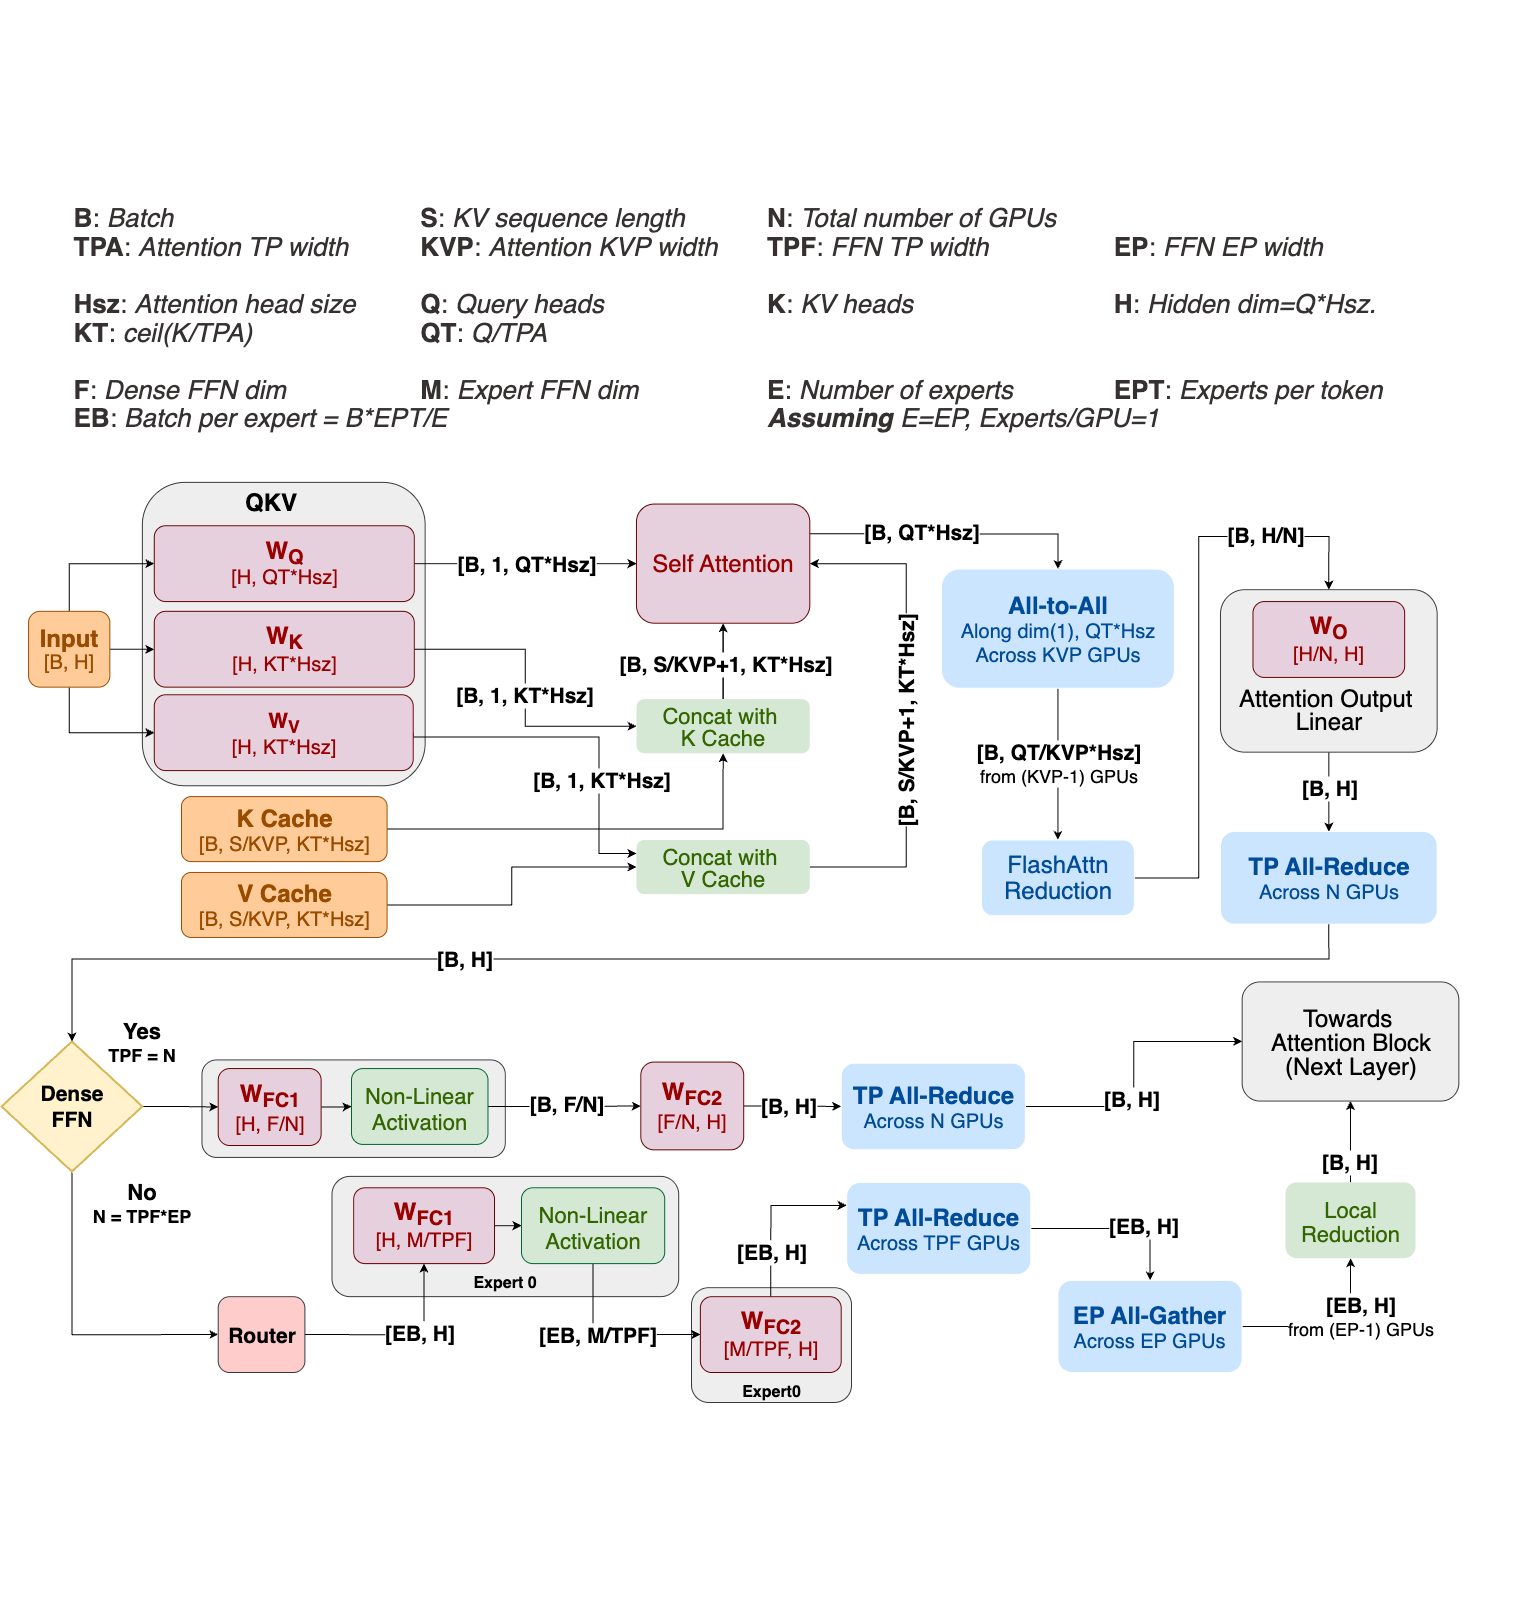 B: Batch
S: KV sequence length
N: Total number of GPUs
TPA: Attention TP width
KVP: Attention KVP width
TPF: FFN TP width
EP: FFN EP width
Hsz: Attention head size
Q: Query heads
K: KV heads
H: Hidden dim=Q*Hsz.
KT: ceil(K/TPA)
QT: Q/TPA
F: Dense FFN dim
M: Expert FFN dim
E: Number of experts
EPT: Experts per token
EB: Batch per expert = B*EPT/E
Assuming E=EP, Experts/GPU=1
QKV
WQ
[H, QT*Hsz]
WK
[H, KT*Hsz]
WV
[H, KT*Hsz]
Input
[B, H]
[B, 1, QT*Hsz]
[B, 1, KT*Hsz]
[B, 1, KT*Hsz]
K Cache
[B, S/KVP, KT*Hsz]
V Cache
[B, S/KVP, KT*Hsz]
Self Attention
[B, S/KVP+1, KT*Hsz]
Concat with
K Cache
Concat with
V Cache
[B, S/KVP+1, KT*Hsz]
[B, QT*Hsz]
All-to-All
Along dim(1), QT*Hsz
Across KVP GPUs
[B, QT/KVP*Hsz]
from (KVP-1) GPUs
FlashAttn
Reduction
[B, H/N]
WO
[H/N, H]
Attention Output
Linear
[B, H]
TP All-Reduce
Across N GPUs
[B, H]
Dense
FFN
Yes
TPF = N
WFC1
[H, F/N]
Non-Linear
Activation
[B, F/N]
WFC2
[F/N, H]
[B, H]
TP All-Reduce
Across N GPUs
[B, H]
Towards
Attention Block
(Next Layer)
No
N = TPF*EP
Router
[EB, H]
WFC1
[H, M/TPF]
Non-Linear
Activation
Expert 0
[EB, M/TPF]
WFC2
[M/TPF, H]
Expert0
[EB, H]
TP All-Reduce
Across TPF GPUs
[EB, H]
EP All-Gather
Across EP GPUs
[EB, H]
from (EP-1) GPUs
Local
Reduction
[B, H]